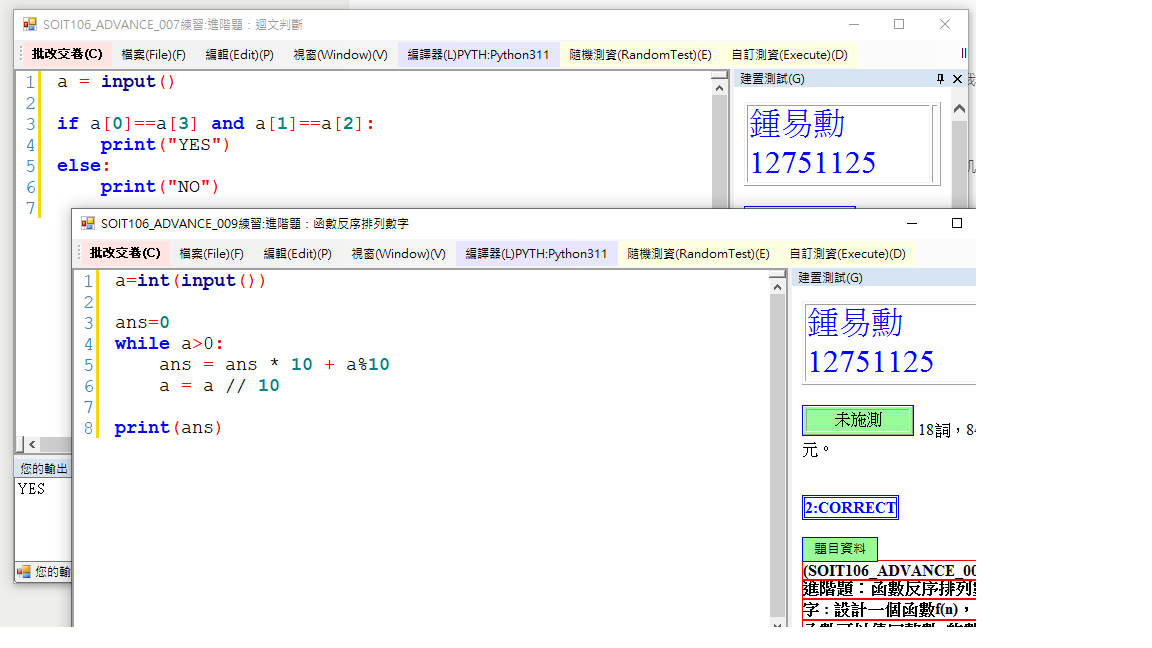 SOIT106_ADVANCE_007練習:進階題：迴文判斷
批改交卷(C) 檔案(File)(F) 編輯(Edit)(P) 視窗(Window)(V) 編譯器(L)PYTH:Python311 隨機測資(RandomTest)(E) 自訂測資(Execute)(D)
1 a = input()
2
3 if a[0]==a[3] and a[1]==a[2]:
4 print("YES")
5 else:
6 print("NO")
7
建置測試(G)
鍾易勳
12751125
您的輸出
YES
您的輸
SOIT106_ADVANCE_009練習:進階題：函數反序排列數字
批改交卷(C) 檔案(File)(F) 編輯(Edit)(P) 視窗(Window)(V) 編譯器(L)PYTH:Python311 隨機測資(RandomTest)(E) 自訂測資(Execute)(D)
1 a=int(input())
2
3 ans=0
4 while a>0:
5 ans = ans * 10 + a%10
6 a = a // 10
7
8 print(ans)
建置測試(G)
鍾易勳
12751125
未施測 18詞，84
元。
2:CORRECT
題目資料
(SOIT106_ADVANCE_00
進階題：函數反序排列
字：設計一個函數f(n)，